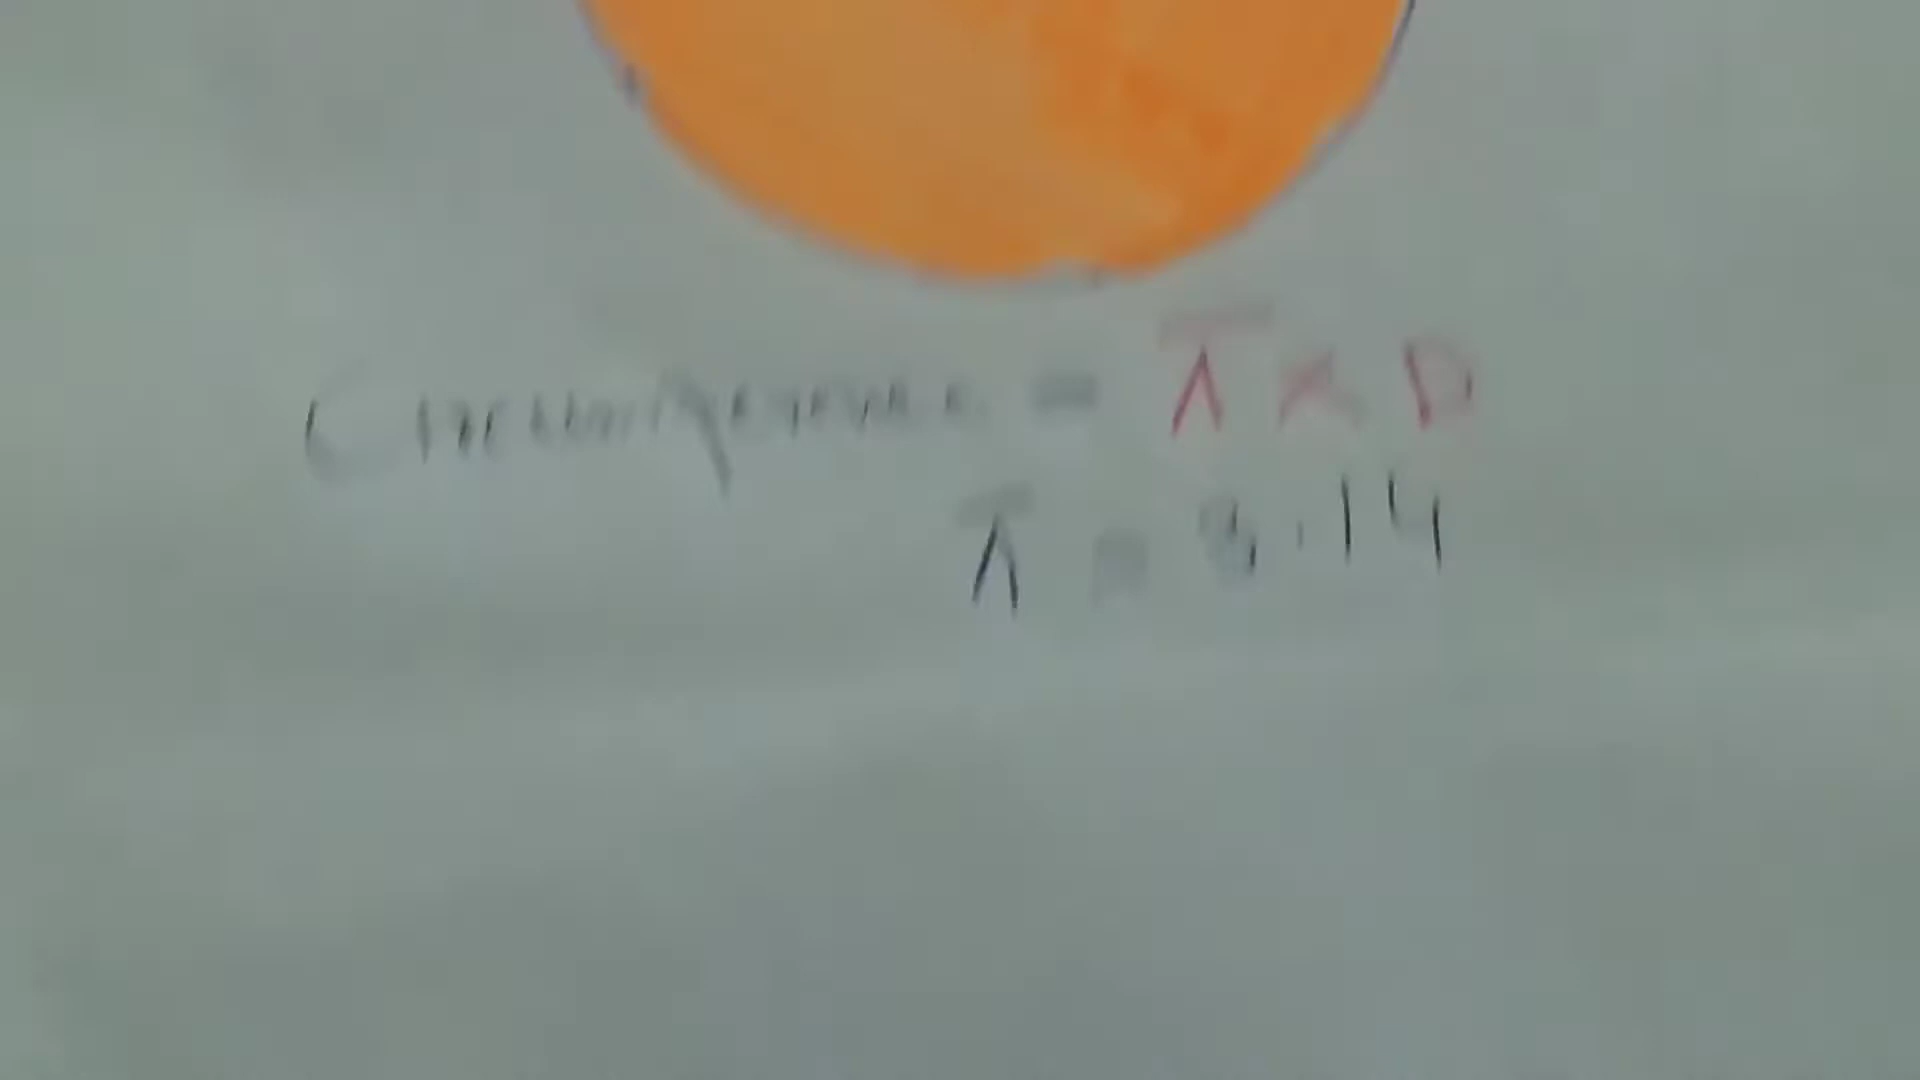 Circumference = π × D
π = 3.14